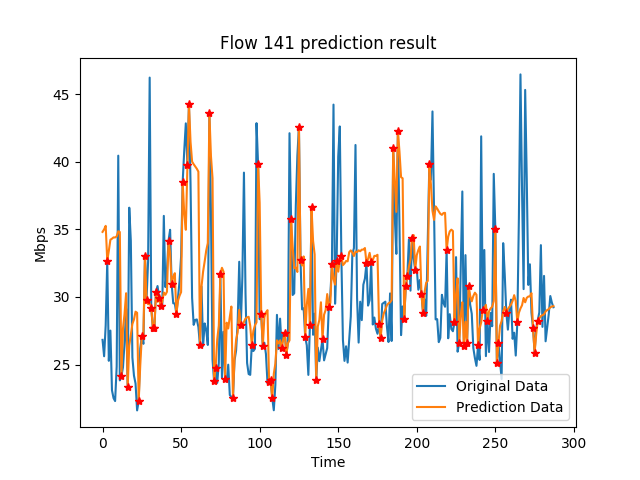 Flow 141 prediction result
Mbps
45
40
35
30
25
0 50 100 150 200 250 300
Time
Original Data
Prediction Data